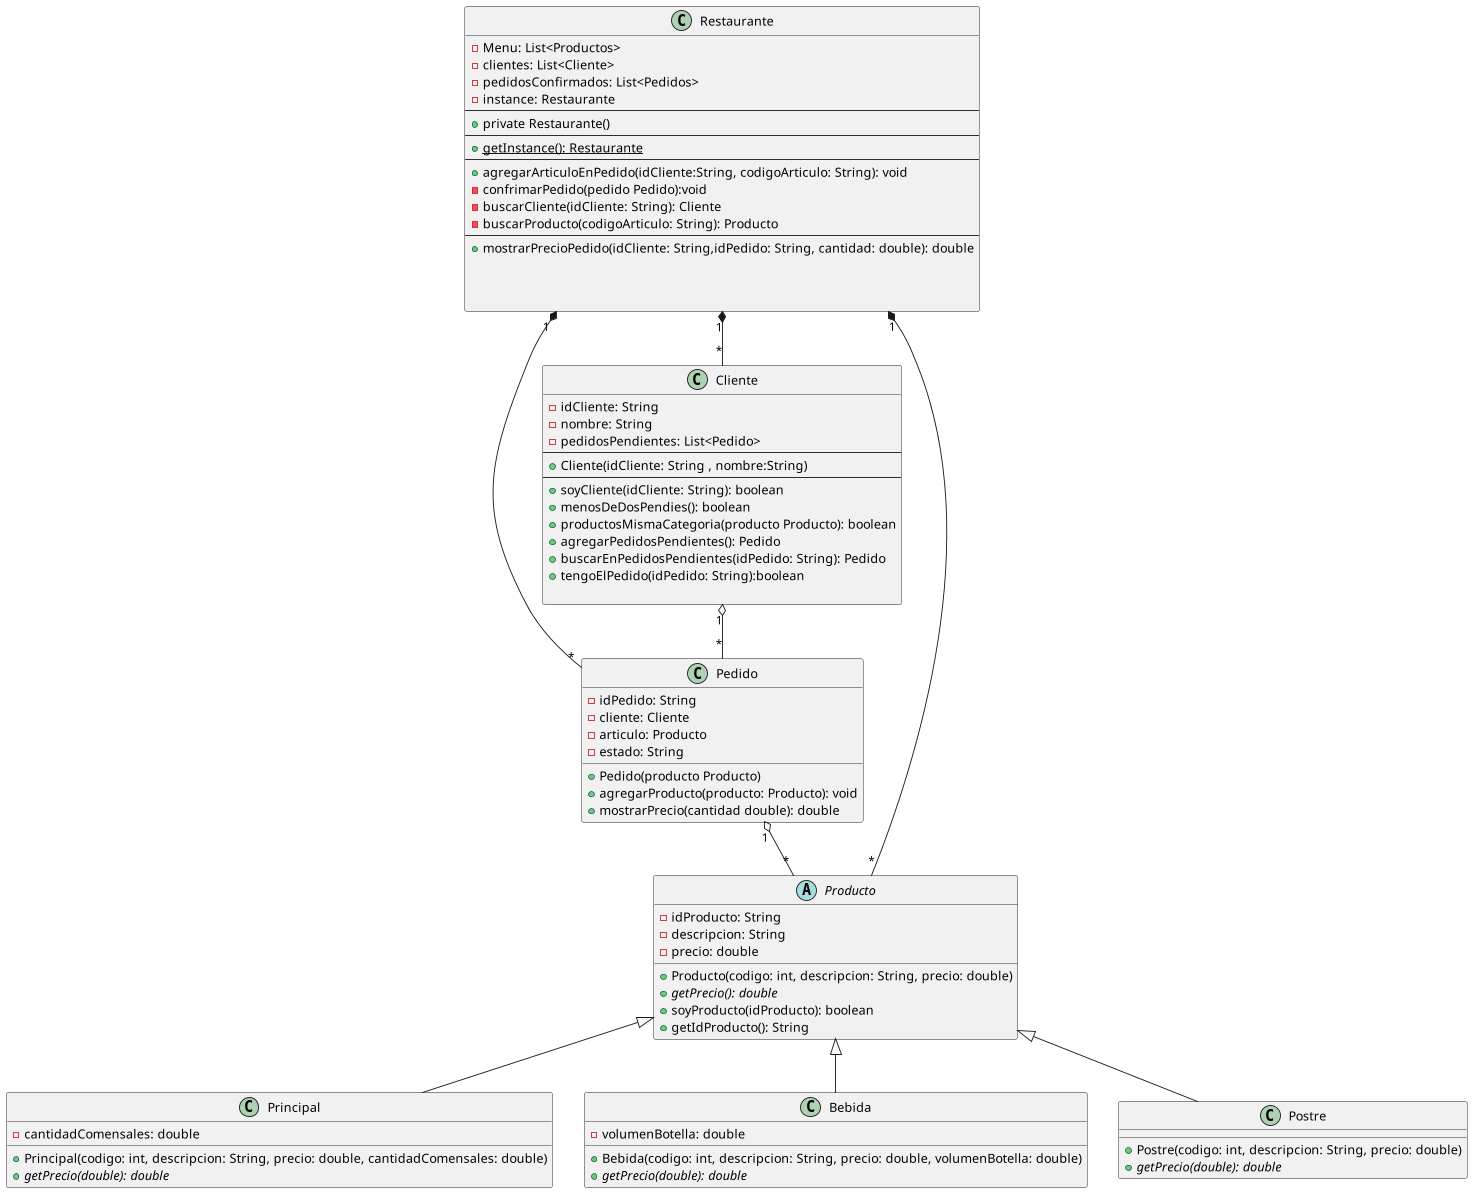 C Restaurante
Menu: List<Productos>
clientes: List<Cliente>
pedidosConfirmados: List<Pedidos>
instance: Restaurante
private Restaurante()
getInstance(): Restaurante
agregarArticuloEnPedido(idCliente:String, codigoArticulo: String): void
confrimarPedido(pedido Pedido):void
buscarCliente(idCliente: String): Cliente
buscarProducto(codigoArticulo: String): Producto
mostrarPrecioPedido(idCliente: String,idPedido: String, cantidad: double): double
1
1
1
*
C Cliente
idCliente: String
nombre: String
pedidosPendientes: List<Pedido>
Cliente(idCliente: String , nombre:String)
soyCliente(idCliente: String): boolean
menosDeDosPendies(): boolean
productosMismaCategoria(producto Producto): boolean
agregarPedidosPendientes(): Pedido
buscarEnPedidosPendientes(idPedido: String): Pedido
tengoElPedido(idPedido: String):boolean
1
*
*
C Pedido
idPedido: String
cliente: Cliente
articulo: Producto
estado: String
Pedido(producto Producto)
agregarProducto(producto: Producto): void
mostrarPrecio(cantidad double): double
1
*
*
A Producto
idProducto: String
descripcion: String
precio: double
Producto(codigo: int, descripcion: String, precio: double)
getPrecio(): double
soyProducto(idProducto): boolean
getIdProducto(): String
C Principal
cantidadComensales: double
Principal(codigo: int, descripcion: String, precio: double, cantidadComensales: double)
getPrecio(double): double
C Bebida
volumenBotella: double
Bebida(codigo: int, descripcion: String, precio: double, volumenBotella: double)
getPrecio(double): double
C Postre
Postre(codigo: int, descripcion: String, precio: double)
getPrecio(double): double